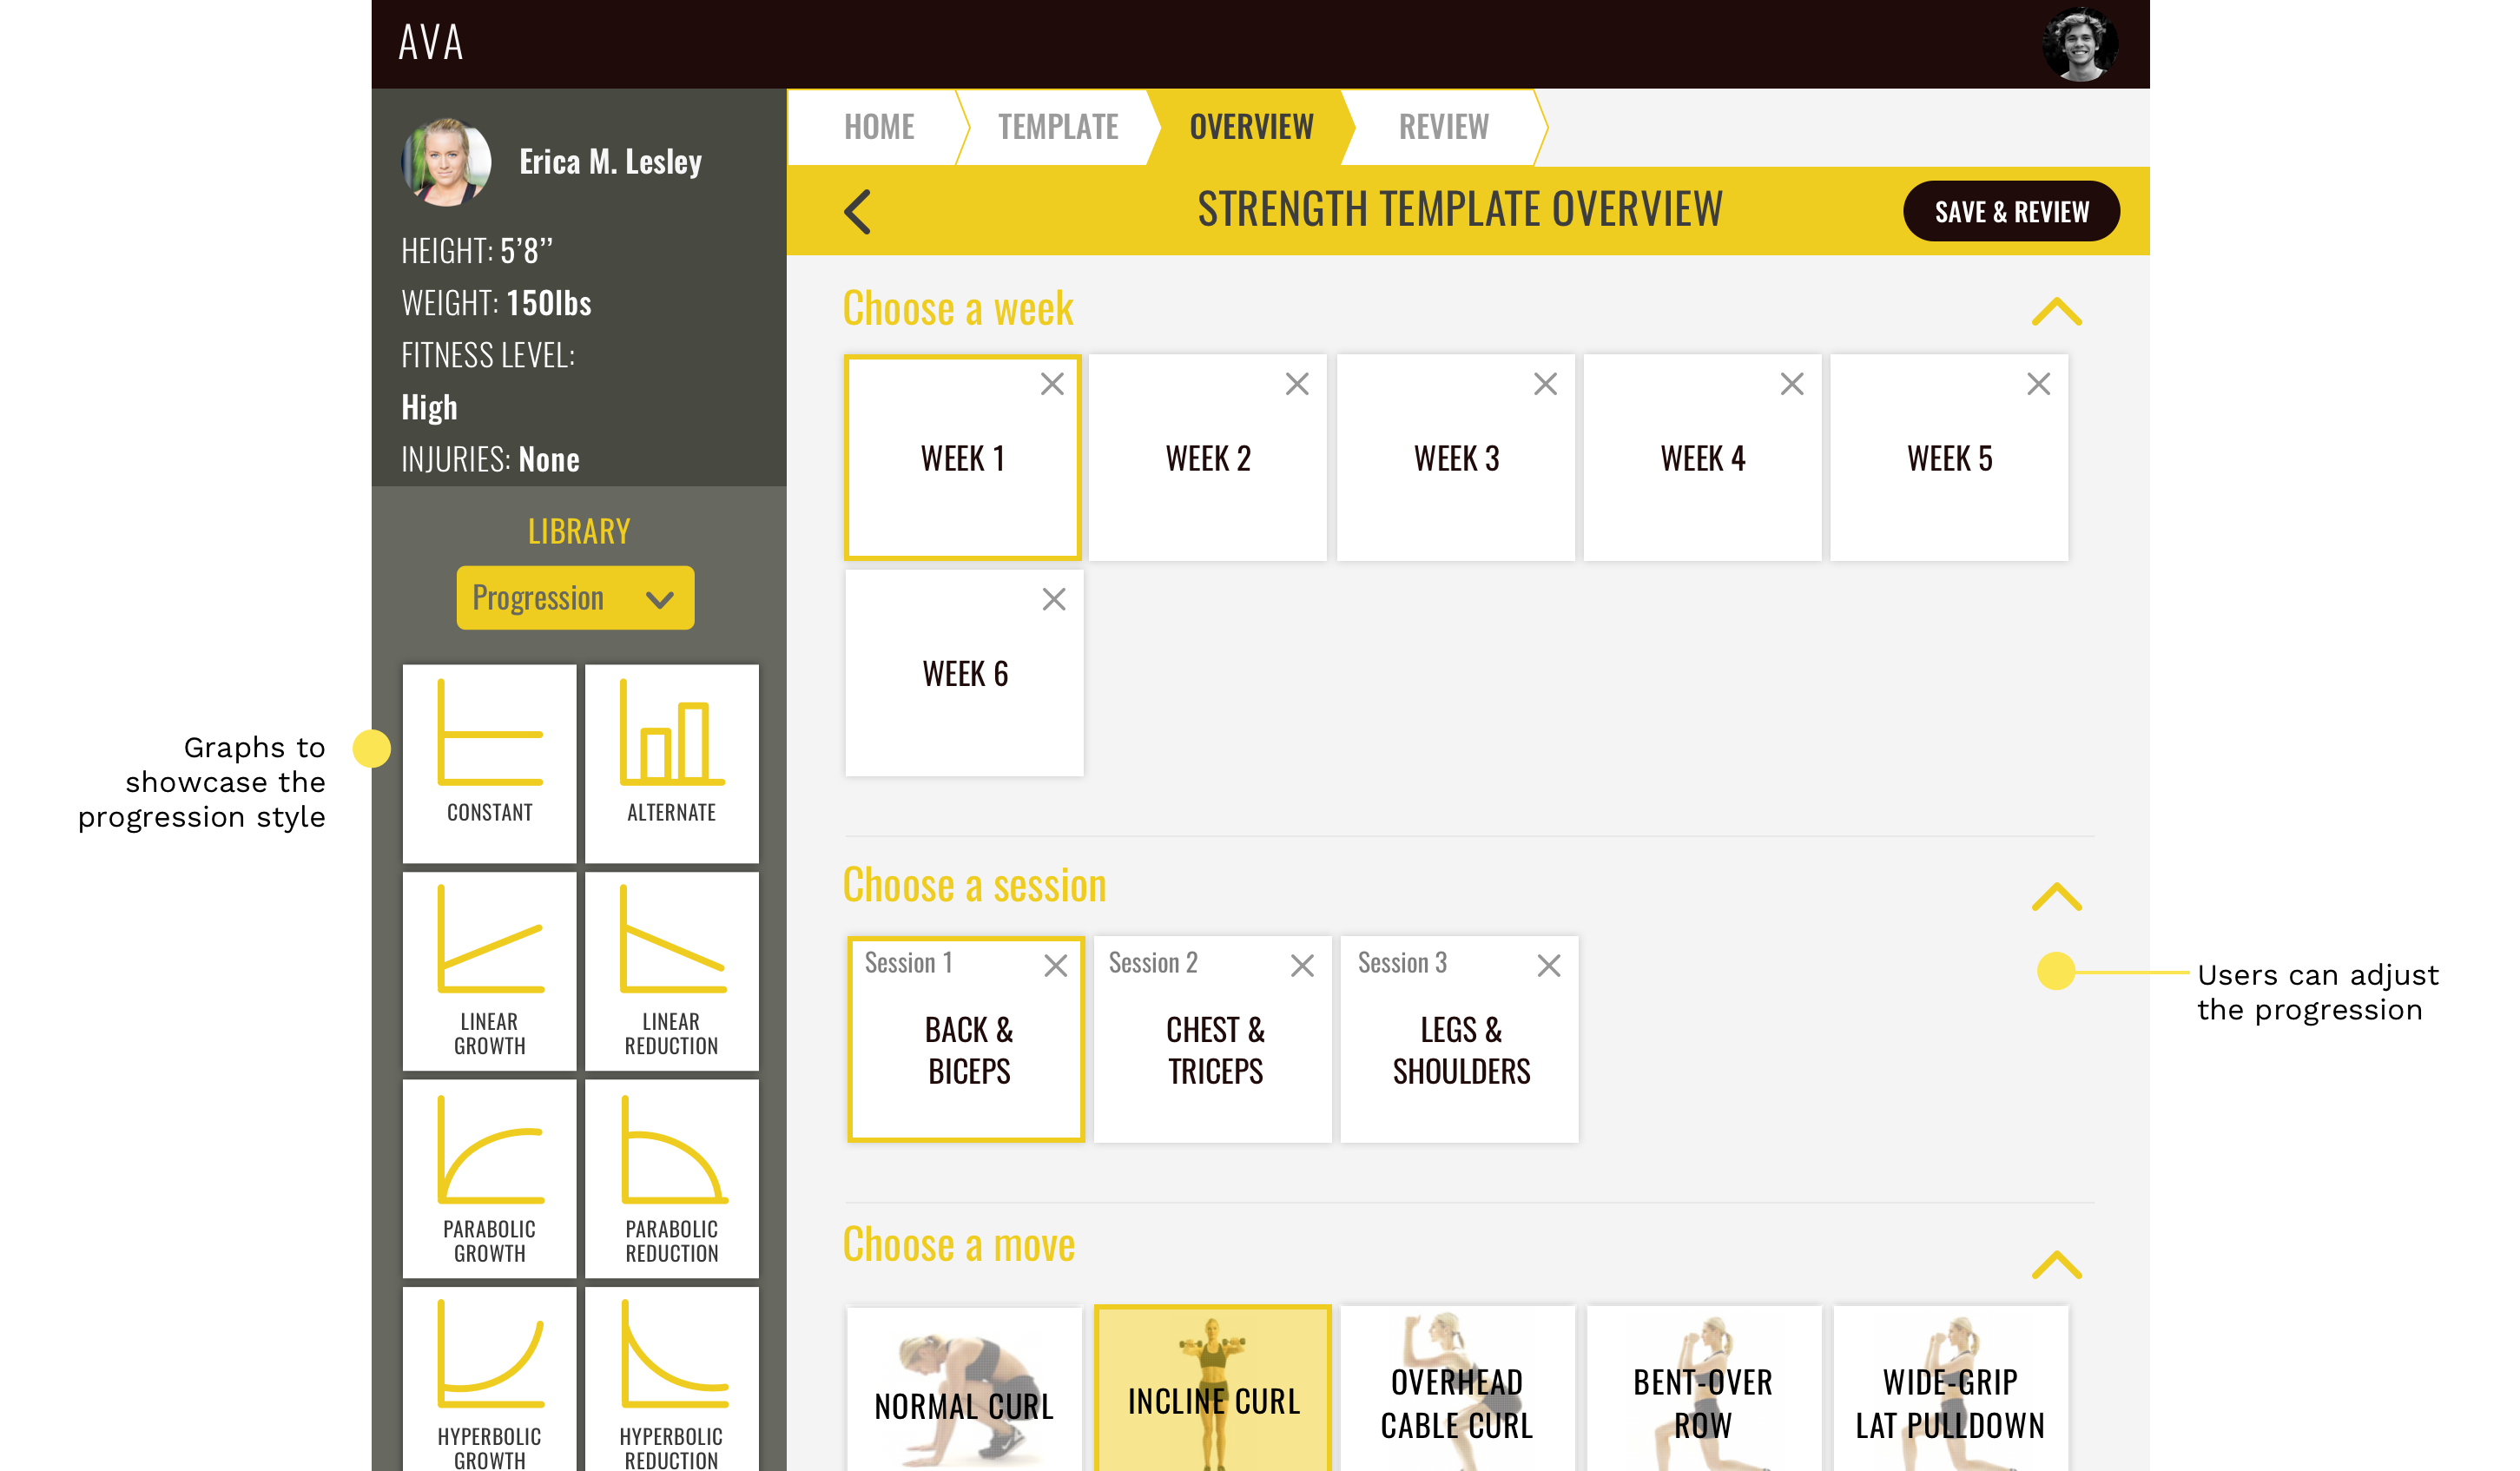 AVA
Erica M. Lesley
HEIGHT: 5’8’’
WEIGHT: 150lbs
FITNESS LEVEL:
High
INJURIES: None
LIBRARY
Progression
CONSTANT
ALTERNATE
LINEAR
GROWTH
LINEAR
REDUCTION
PARABOLIC
GROWTH
PARABOLIC
REDUCTION
HYPERBOLIC
GROWTH
HYPERBOLIC
REDUCTION
Graphs to
showcase the
progression style
HOME
TEMPLATE
OVERVIEW
REVIEW
STRENGTH TEMPLATE OVERVIEW
SAVE & REVIEW
Choose a week
WEEK 1
WEEK 2
WEEK 3
WEEK 4
WEEK 5
WEEK 6
Choose a session
Session 1
BACK &
BICEPS
Session 2
CHEST &
TRICEPS
Session 3
LEGS &
SHOULDERS
Users can adjust
the progression
Choose a move
NORMAL CURL
INCLINE CURL
OVERHEAD
CABLE CURL
BENT-OVER
ROW
WIDE-GRIP
LAT PULLDOWN